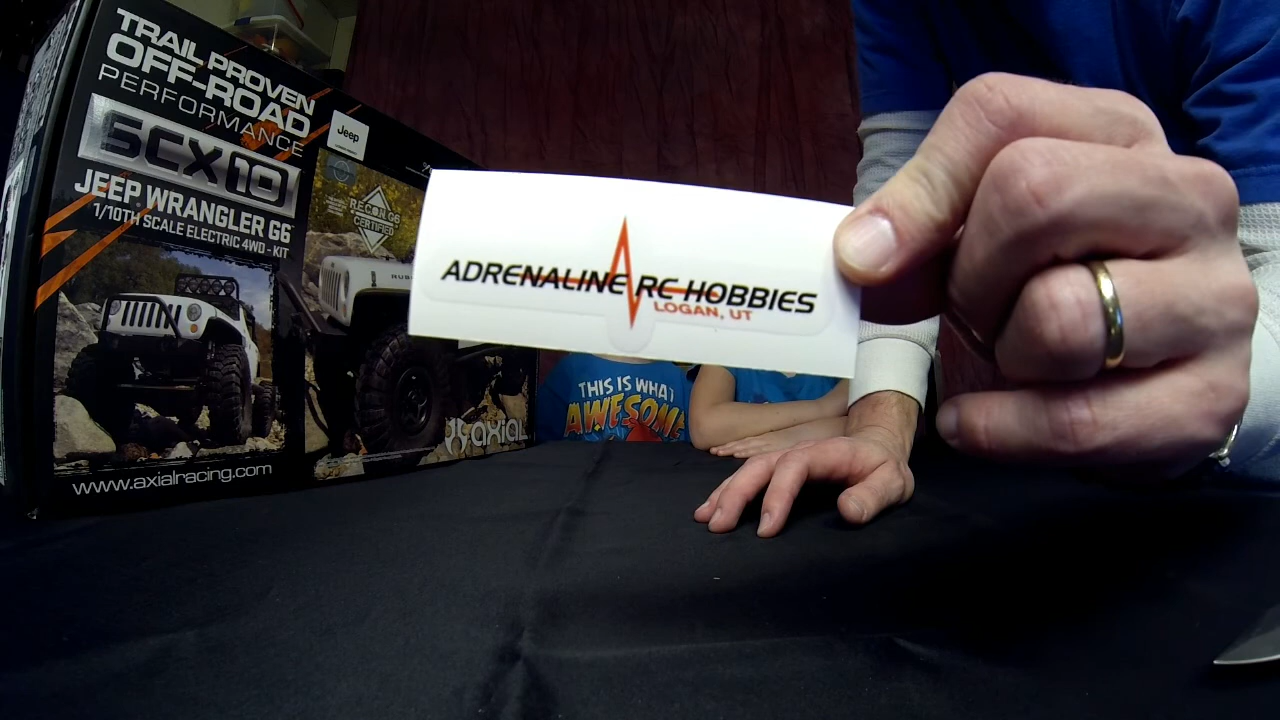 TRAIL PROVEN
OFF-ROAD
PERFORMANCE
SCX10
JEEP WRANGLER G6
1/10TH SCALE ELECTRIC 4WD - KIT
www.axialracing.com
Jeep
RECON G6
CERTIFIED
axial
ADRENALINE RC HOBBIES
LOGAN, UT
THIS IS WHAT
AWESOME